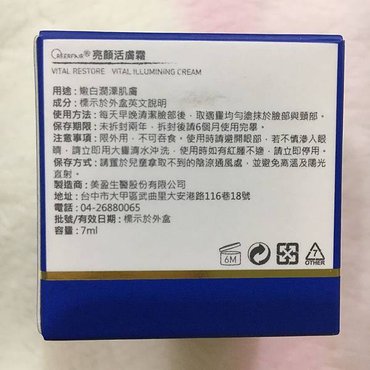 亮顏活膚霜
VITAL RESTORE VITAL ILLUMINING CREAM
用途：嫩白潤澤肌膚
成分：標示於外盒英文說明
使用方法：每天早晚清潔臉部後，取適量均勻塗抹於臉部與頸部。
保存期限：未拆封兩年，拆封後請6個月使用完畢。
注意事項：限外用，不可吞食。使用時請避開眼部，若不慎滲入眼
睛，請立即用大量清水沖洗，使用時如有紅腫不適，請立即停用。
保存方法：請置於兒童拿取不到的陰涼通風處，並避免高溫及陽光
直射。
製造商：美盈生醫股份有限公司
地址：台中市大甲區武曲里大安港路116巷18號
電話：04-26880065
批號/有效日期：標示於外盒
容量：7ml
6M
7
OTHER